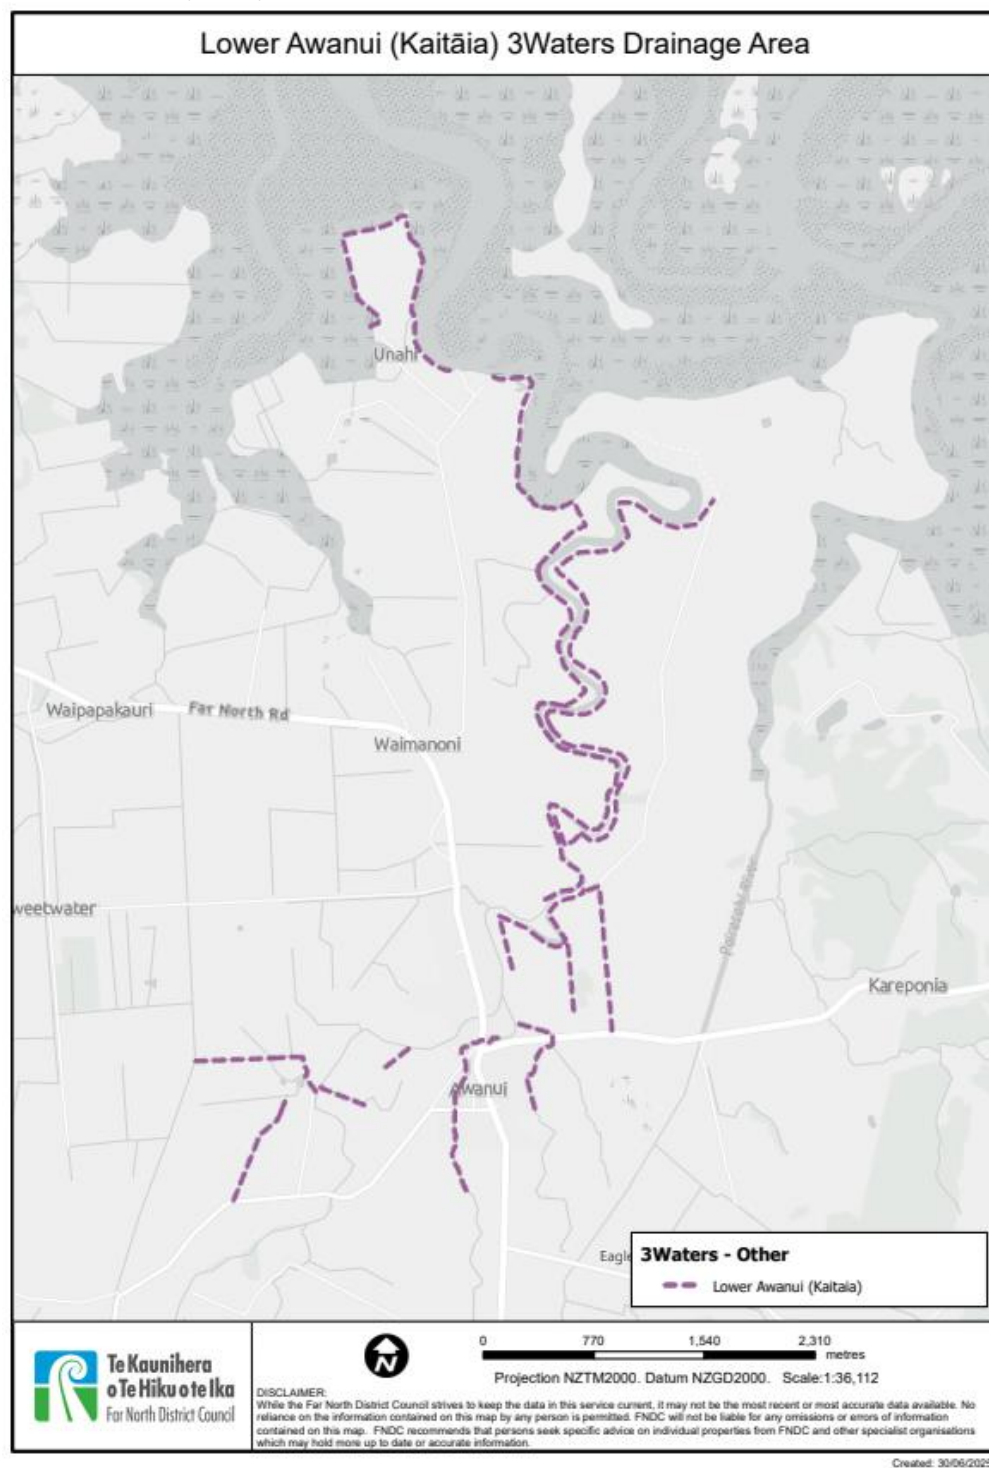 Lower Awanui (Kaitāia) 3Waters Drainage Area
Unahi
Waipapakauri
Far North Rd
Waimanoni
weetwater
Kareponia
Awanui
Eagle
3Waters - Other
Lower Awanui (Kaitaia)
Te Kaunihera
o Te Hiku o te Ika
Far North District Council
N
0 770 1,540 2,310
metres
Projection NZTM2000. Datum NZGD2000. Scale:1:36,112
DISCLAIMER:
While the Far North District Council strives to keep the data in this service current, it may not be the most recent or most accurate data available. No
reliance on the information contained on this map by any person is permitted. FNDC will not be liable for any omissions or errors of information
contained on this map. FNDC recommends that persons seek specific advice on individual properties from FNDC and other specialist organisations
which may hold more up to date or accurate information.
Created: 30/06/2025